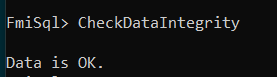 FmiSql> CheckDataIntegrity
Data is OK.